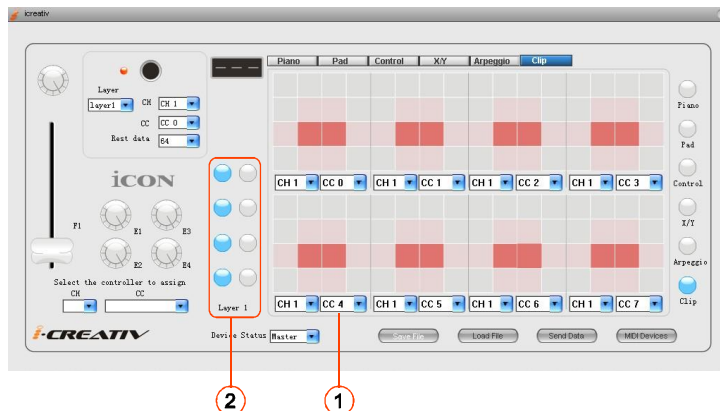 icreativ
Piano Pad Control X/Y Arpeggio Clip
Layer
layer1 CH CH 1
CC CC 0
Rest data 64
iCON
F1 E1 E3
E2 E4
Select the controller to assign
CH CC
Layer 1
CH 1 CC 0 CH 1 CC 1 CH 1 CC 2 CH 1 CC 3
CH 1 CC 4 CH 1 CC 5 CH 1 CC 6 CH 1 CC 7
Piano
Pad
Control
X/Y
Arpeggio
Clip
i-CREATIV
Device Status Master Save File Load File Send Data MIDI Devices
2 1